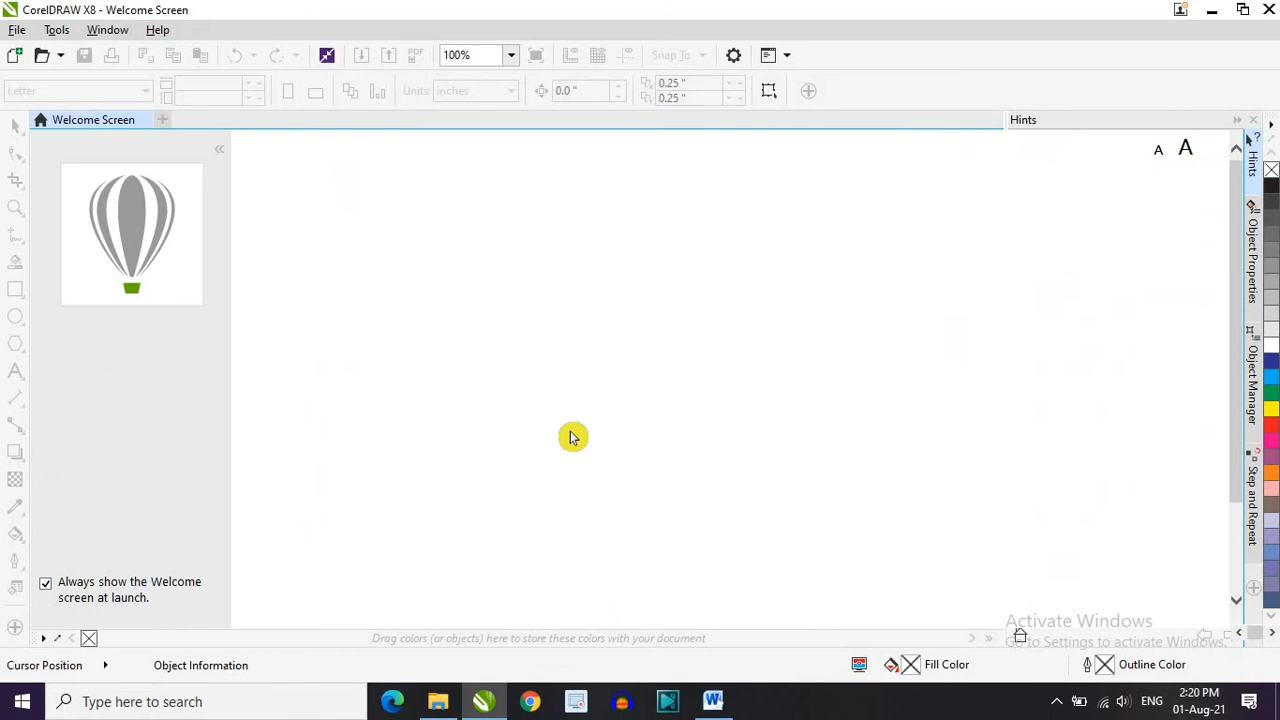 CorelDRAW X8 - Welcome Screen
File Tools Window Help
PDF 100% Snap To
Letter Units: inches 0.0 " 0.25 "
0.25 "
Welcome Screen Hints
A A
Hints
Object Properties
Object Manager
Step and Repeat
Always show the Welcome
screen at launch.
Activate Windows
Go to Settings to activate Windows.
Drag colors (or objects) here to store these colors with your document
Cursor Position Object Information Fill Color Outline Color
Type here to search ENG 2:20 PM
01-Aug-21